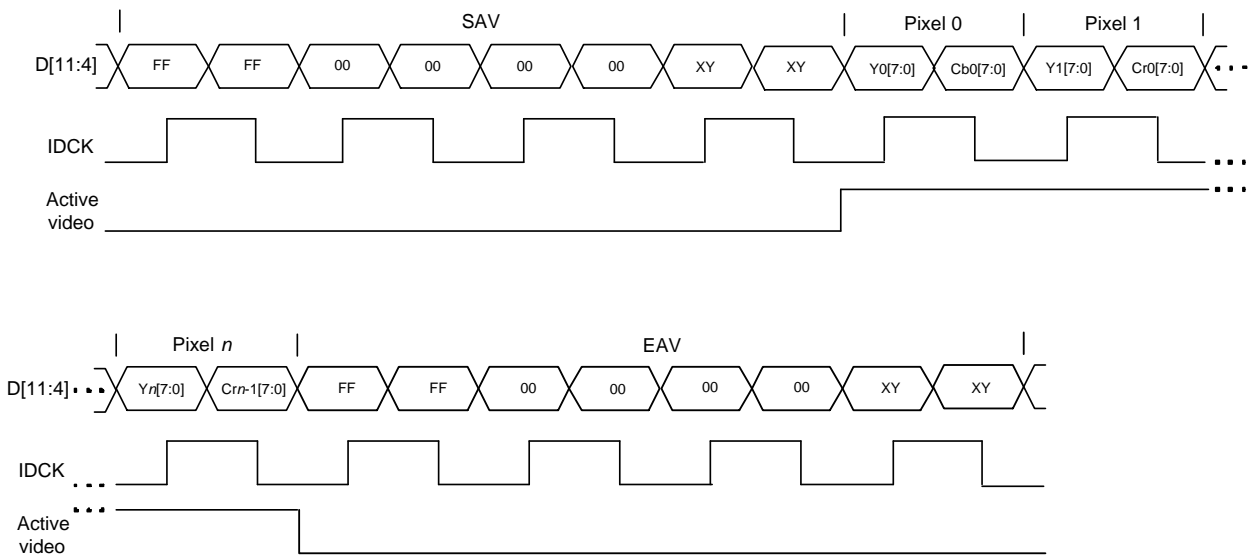 SAV Pixel 0 Pixel 1
D[11:4] FF FF 00 00 00 00 XY XY Y0[7:0] Cb0[7:0] Y1[7:0] Cr0[7:0]
IDCK
Active
video
Pixel n EAV
D[11:4] Yn[7:0] Crn-1[7:0] FF FF 00 00 00 00 XY XY
IDCK
Active
video